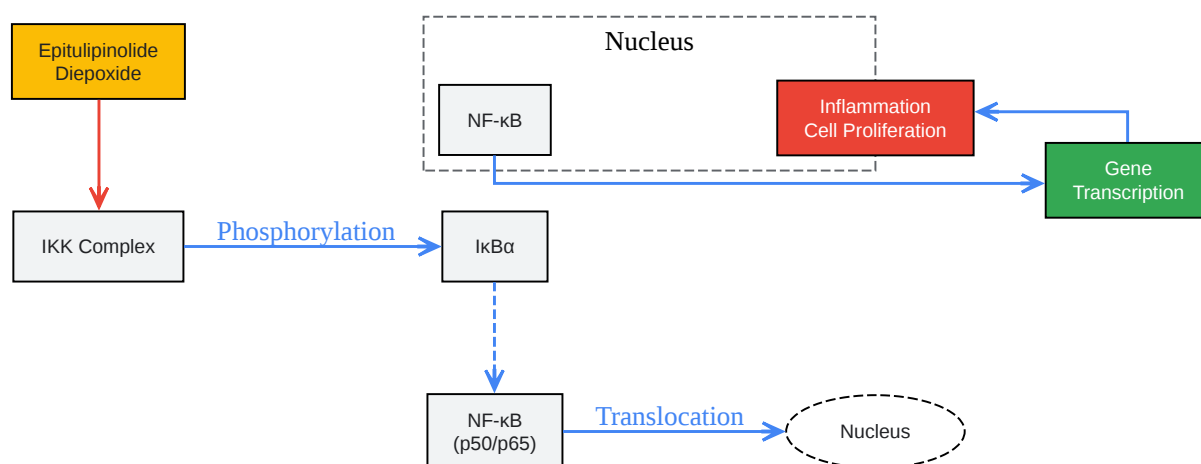 Nucleus
Epitulipinolide
Diepoxide
NF-κB
Inflammation
Cell Proliferation
Gene
Transcription
IKK Complex
Phosphorylation
IκBα
NF-κB
(p50/p65)
Translocation
Nucleus